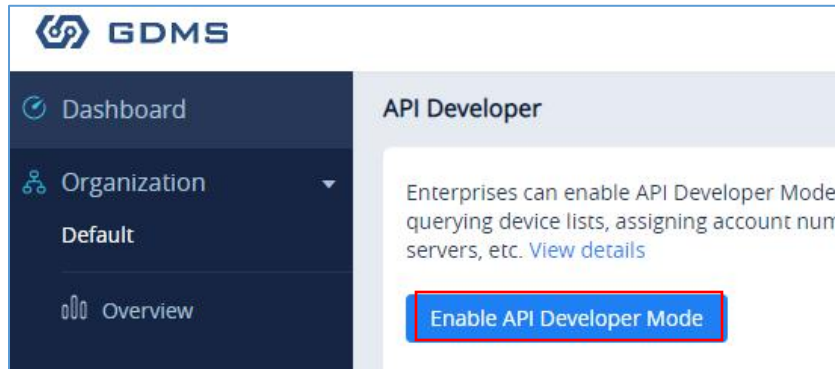 GDMS
Dashboard
Organization
Default
Overview
API Developer
Enterprises can enable API Developer Mode
querying device lists, assigning account num
servers, etc. View details
Enable API Developer Mode